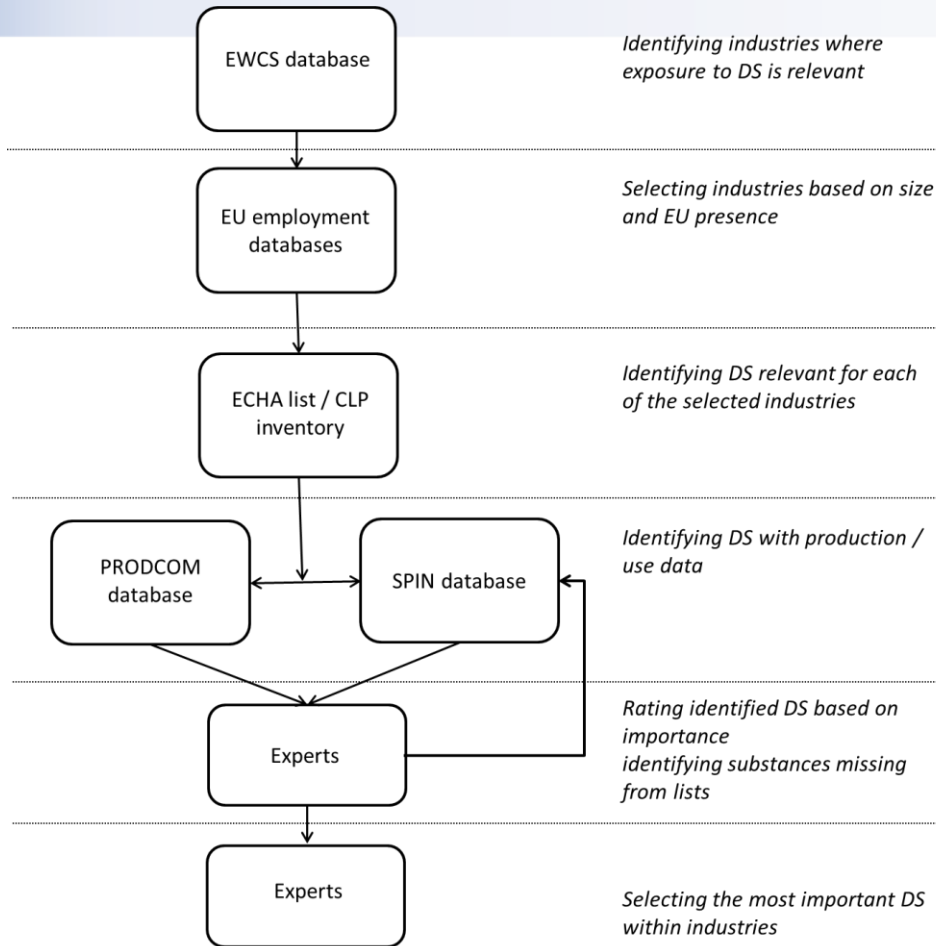 EWCS database
Identifying industries where
exposure to DS is relevant
EU employment
databases
Selecting industries based on size
and EU presence
ECHA list / CLP
inventory
Identifying DS relevant for each
of the selected industries
PRODCOM
database
SPIN database
Identifying DS with production /
use data
Experts
Rating identified DS based on
importance
identifying substances missing
from lists
Experts
Selecting the most important DS
within industries